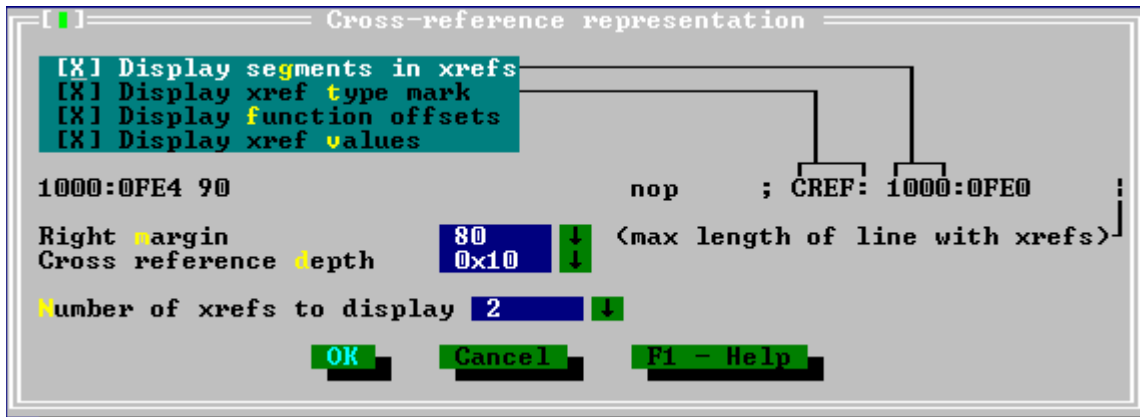 [ ] Cross-reference representation
[X] Display segments in xrefs
[X] Display xref type mark
[X] Display function offsets
[X] Display xref values
1000:0FE4 90 nop ; CREF: 1000:0FE0
Right margin 80 ↓ (max length of line with xrefs)
Cross reference depth 0x10 ↓
Number of xrefs to display 2 ↓
OK Cancel F1 - Help